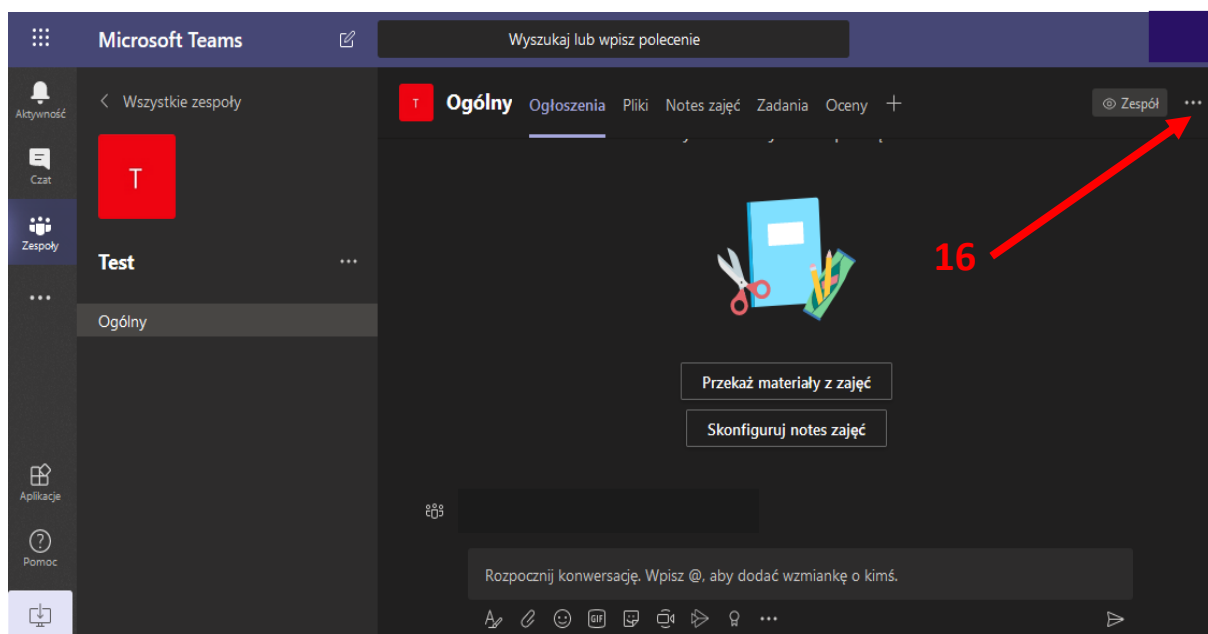 Microsoft Teams
Wyszukaj lub wpisz polecenie
Aktywność
Czat
Zespoły
Aplikacje
Pomoc
Wszystkie zespoły
T
Test
Ogólny
T Ogólny Ogłoszenia Pliki Notes zajęć Zadania Oceny
Zespół
16
Przekaż materiały z zajęć
Skonfiguruj notes zajęć
Rozpocznij konwersację. Wpisz @, aby dodać wzmiankę o kimś.
GIF